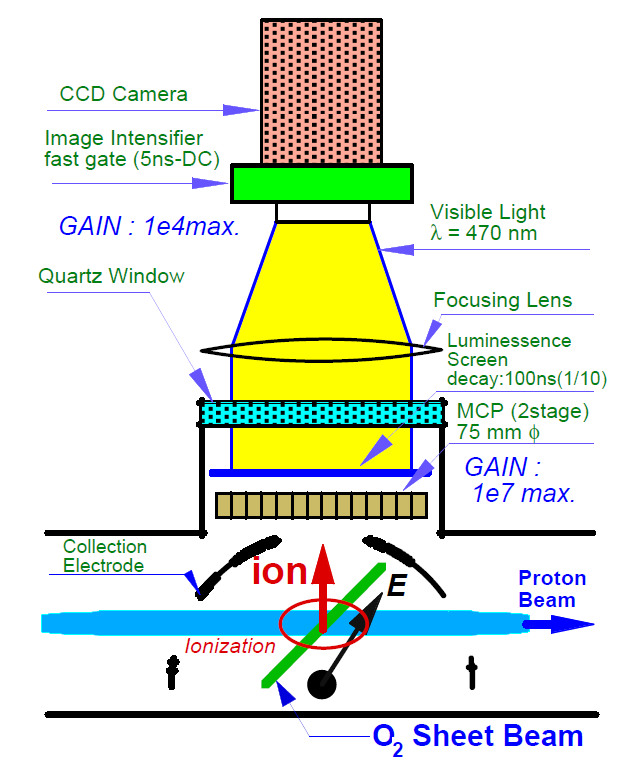 CCD Camera
Image Intensifier
fast gate (5ns-DC)
GAIN : 1e4max.
Visible Light
λ = 470 nm
Quartz Window
Focusing Lens
Luminessence
Screen
decay:100ns(1/10)
MCP (2stage)
75 mm ϕ
GAIN :
1e7 max.
Collection
Electrode
ion
E
Proton
Beam
Ionization
O2 Sheet Beam